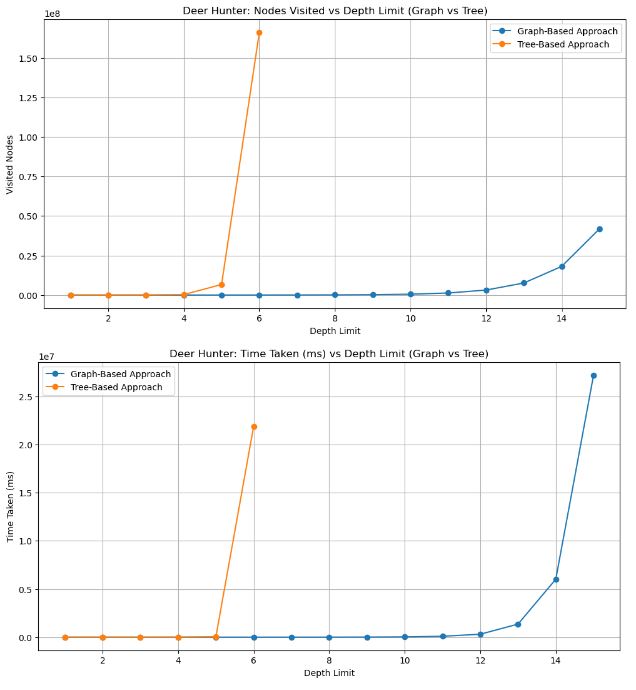 Deer Hunter: Nodes Visited vs Depth Limit (Graph vs Tree)
1e8
Graph-Based Approach
Tree-Based Approach
1.50
1.25
1.00
0.75
0.50
0.25
0.00
Visited Nodes
2 4 6 8 10 12 14
Depth Limit
Deer Hunter: Time Taken (ms) vs Depth Limit (Graph vs Tree)
1e7
Graph-Based Approach
Tree-Based Approach
2.5
2.0
1.5
1.0
0.5
0.0
Time Taken (ms)
2 4 6 8 10 12 14
Depth Limit